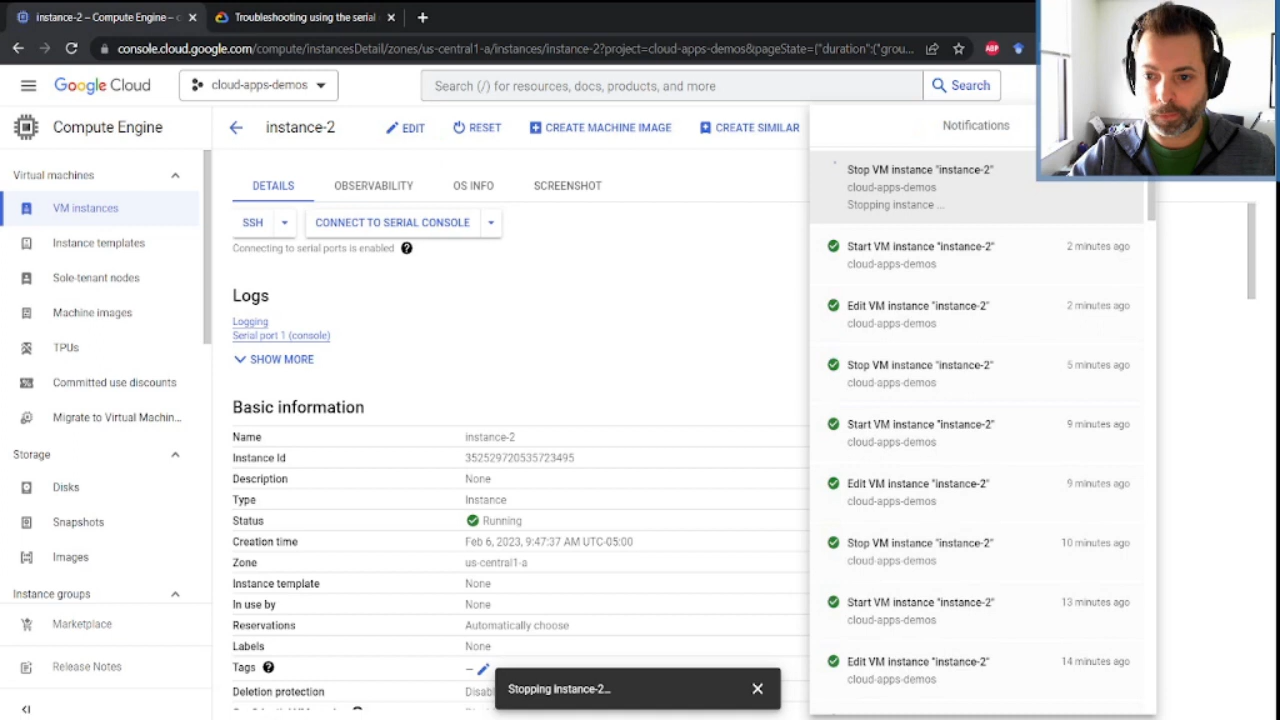 instance-2 – Compute Engine – c
Troubleshooting using the serial
console.cloud.google.com/compute/instancesDetail/zones/us-central1-a/instances/instance-2?project=cloud-apps-demos&pageState=("duration":("grou...
ABP
Google Cloud
cloud-apps-demos
Search (/) for resources, docs, products, and more
Search
Compute Engine
instance-2
EDIT
RESET
CREATE MACHINE IMAGE
CREATE SIMILAR
Notifications
Virtual machines
VM instances
Instance templates
Sole-tenant nodes
Machine images
TPUs
Committed use discounts
Migrate to Virtual Machin...
Storage
Disks
Snapshots
Images
Instance groups
Marketplace
Release Notes
DETAILS
OBSERVABILITY
OS INFO
SCREENSHOT
SSH
CONNECT TO SERIAL CONSOLE
Connecting to serial ports is enabled
Logs
Logging
Serial port 1 (console)
SHOW MORE
Basic information
Name instance-2
Instance Id 352529720535723495
Description None
Type Instance
Status Running
Creation time Feb 6, 2023, 9:47:37 AM UTC-05:00
Zone us-central1-a
Instance template None
In use by None
Reservations Automatically choose
Labels None
Tags –
Deletion protection
Stopping Instance-2...
Stop VM instance "instance-2"
cloud-apps-demos
Stopping instance ...
Start VM instance "instance-2" 2 minutes ago
cloud-apps-demos
Edit VM instance "instance-2" 2 minutes ago
cloud-apps-demos
Stop VM instance "instance-2" 5 minutes ago
cloud-apps-demos
Start VM instance "instance-2" 9 minutes ago
cloud-apps-demos
Edit VM instance "instance-2" 9 minutes ago
cloud-apps-demos
Stop VM instance "instance-2" 10 minutes ago
cloud-apps-demos
Start VM instance "instance-2" 13 minutes ago
cloud-apps-demos
Edit VM instance "instance-2" 14 minutes ago
cloud-apps-demos